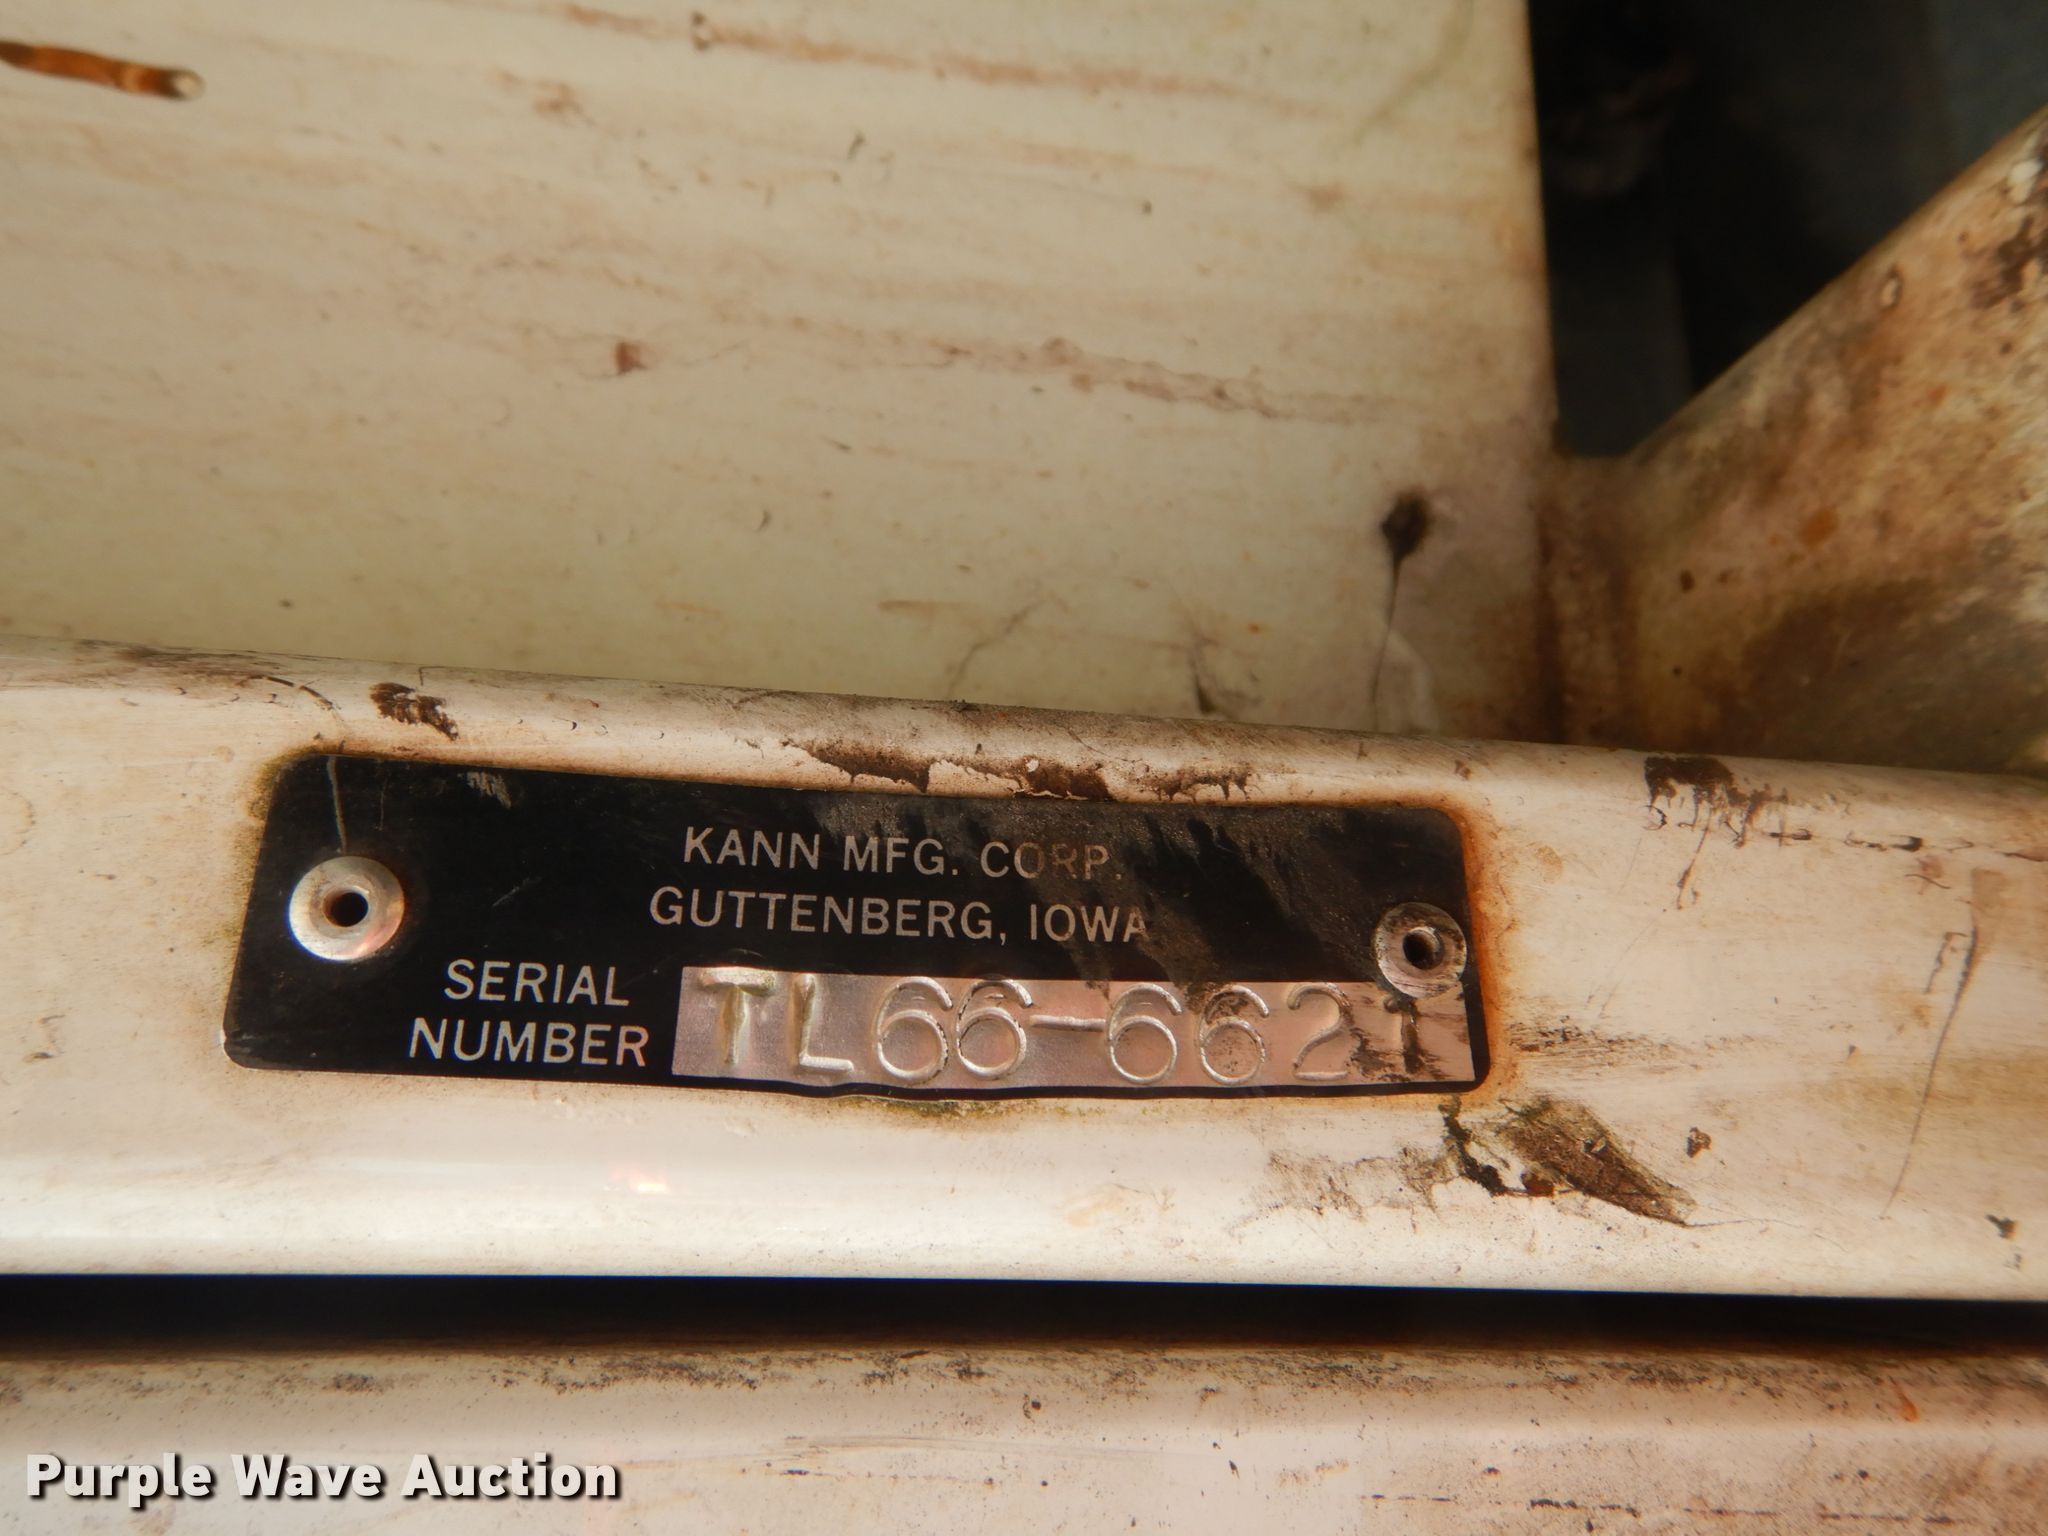 KANN MFG. CORP.
GUTTENBERG, IOWA
SERIAL
NUMBER TL66-6621
Purple Wave Auction